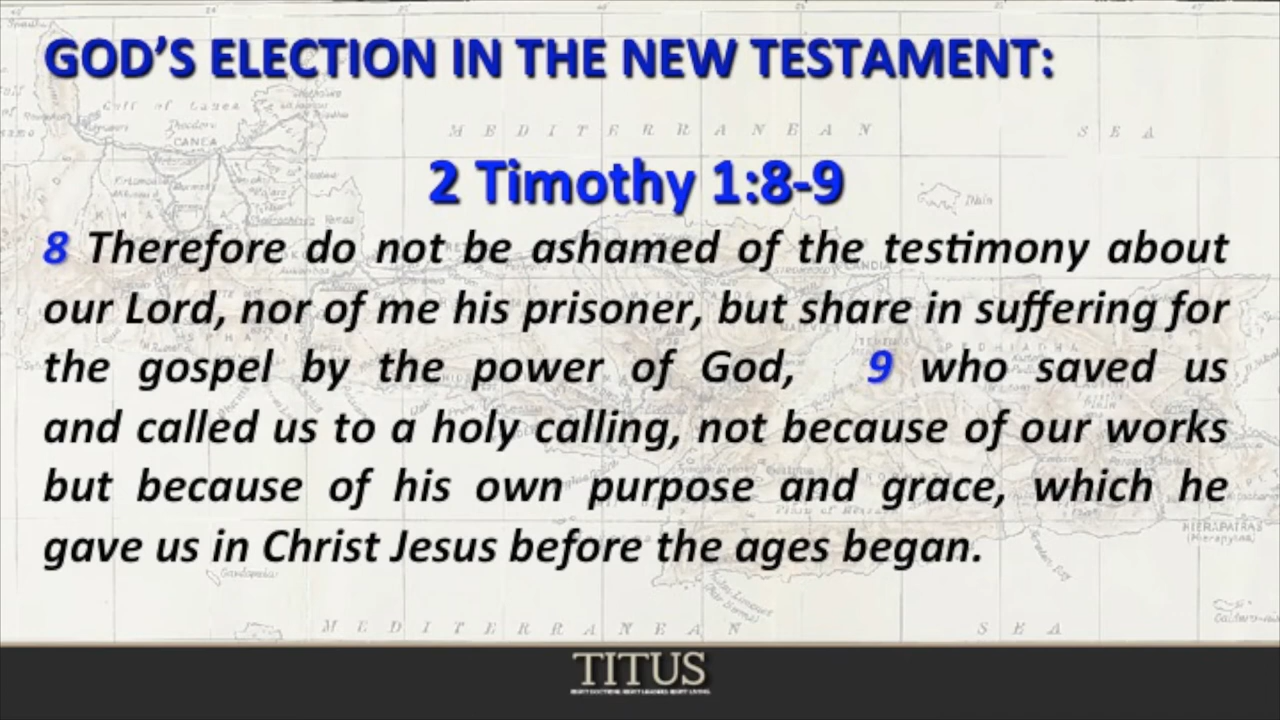 GOD'S ELECTION IN THE NEW TESTAMENT:
MEDITERRANEAN SEA
CANEA
2 Timothy 1:8-9
8 Therefore do not be ashamed of the testimony about
our Lord, nor of me his prisoner, but share in suffering for
the gospel by the power of God, 9 who saved us
and called us to a holy calling, not because of our works
but because of his own purpose and grace, which he
gave us in Christ Jesus before the ages began.
HIERAPATRAS
(Hierapytna)
MEDITERRANEAN SEA
TITUS